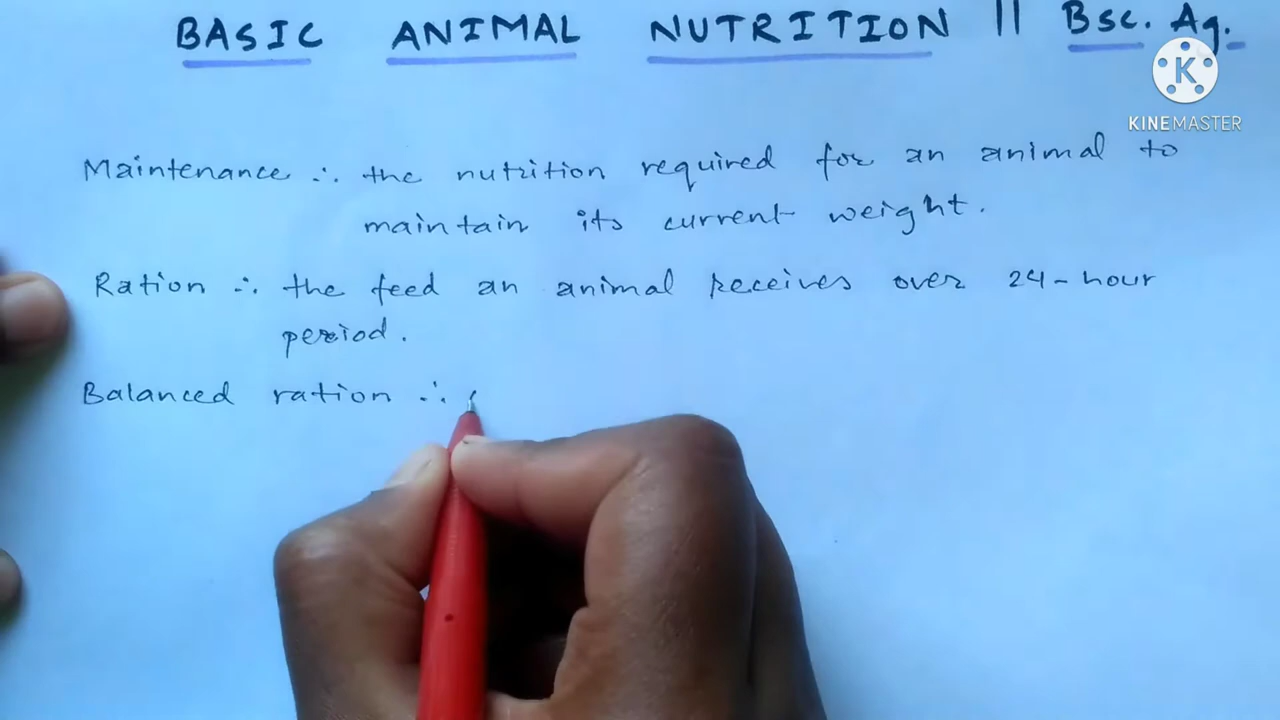 BASIC ANIMAL NUTRITION || Bsc. Ag.
KINEMASTER
Maintenance ∴ the nutrition required for an animal to
maintain its current weight.
Ration ∴ the feed an animal receives over 24-hour
period.
Balanced ration ∴